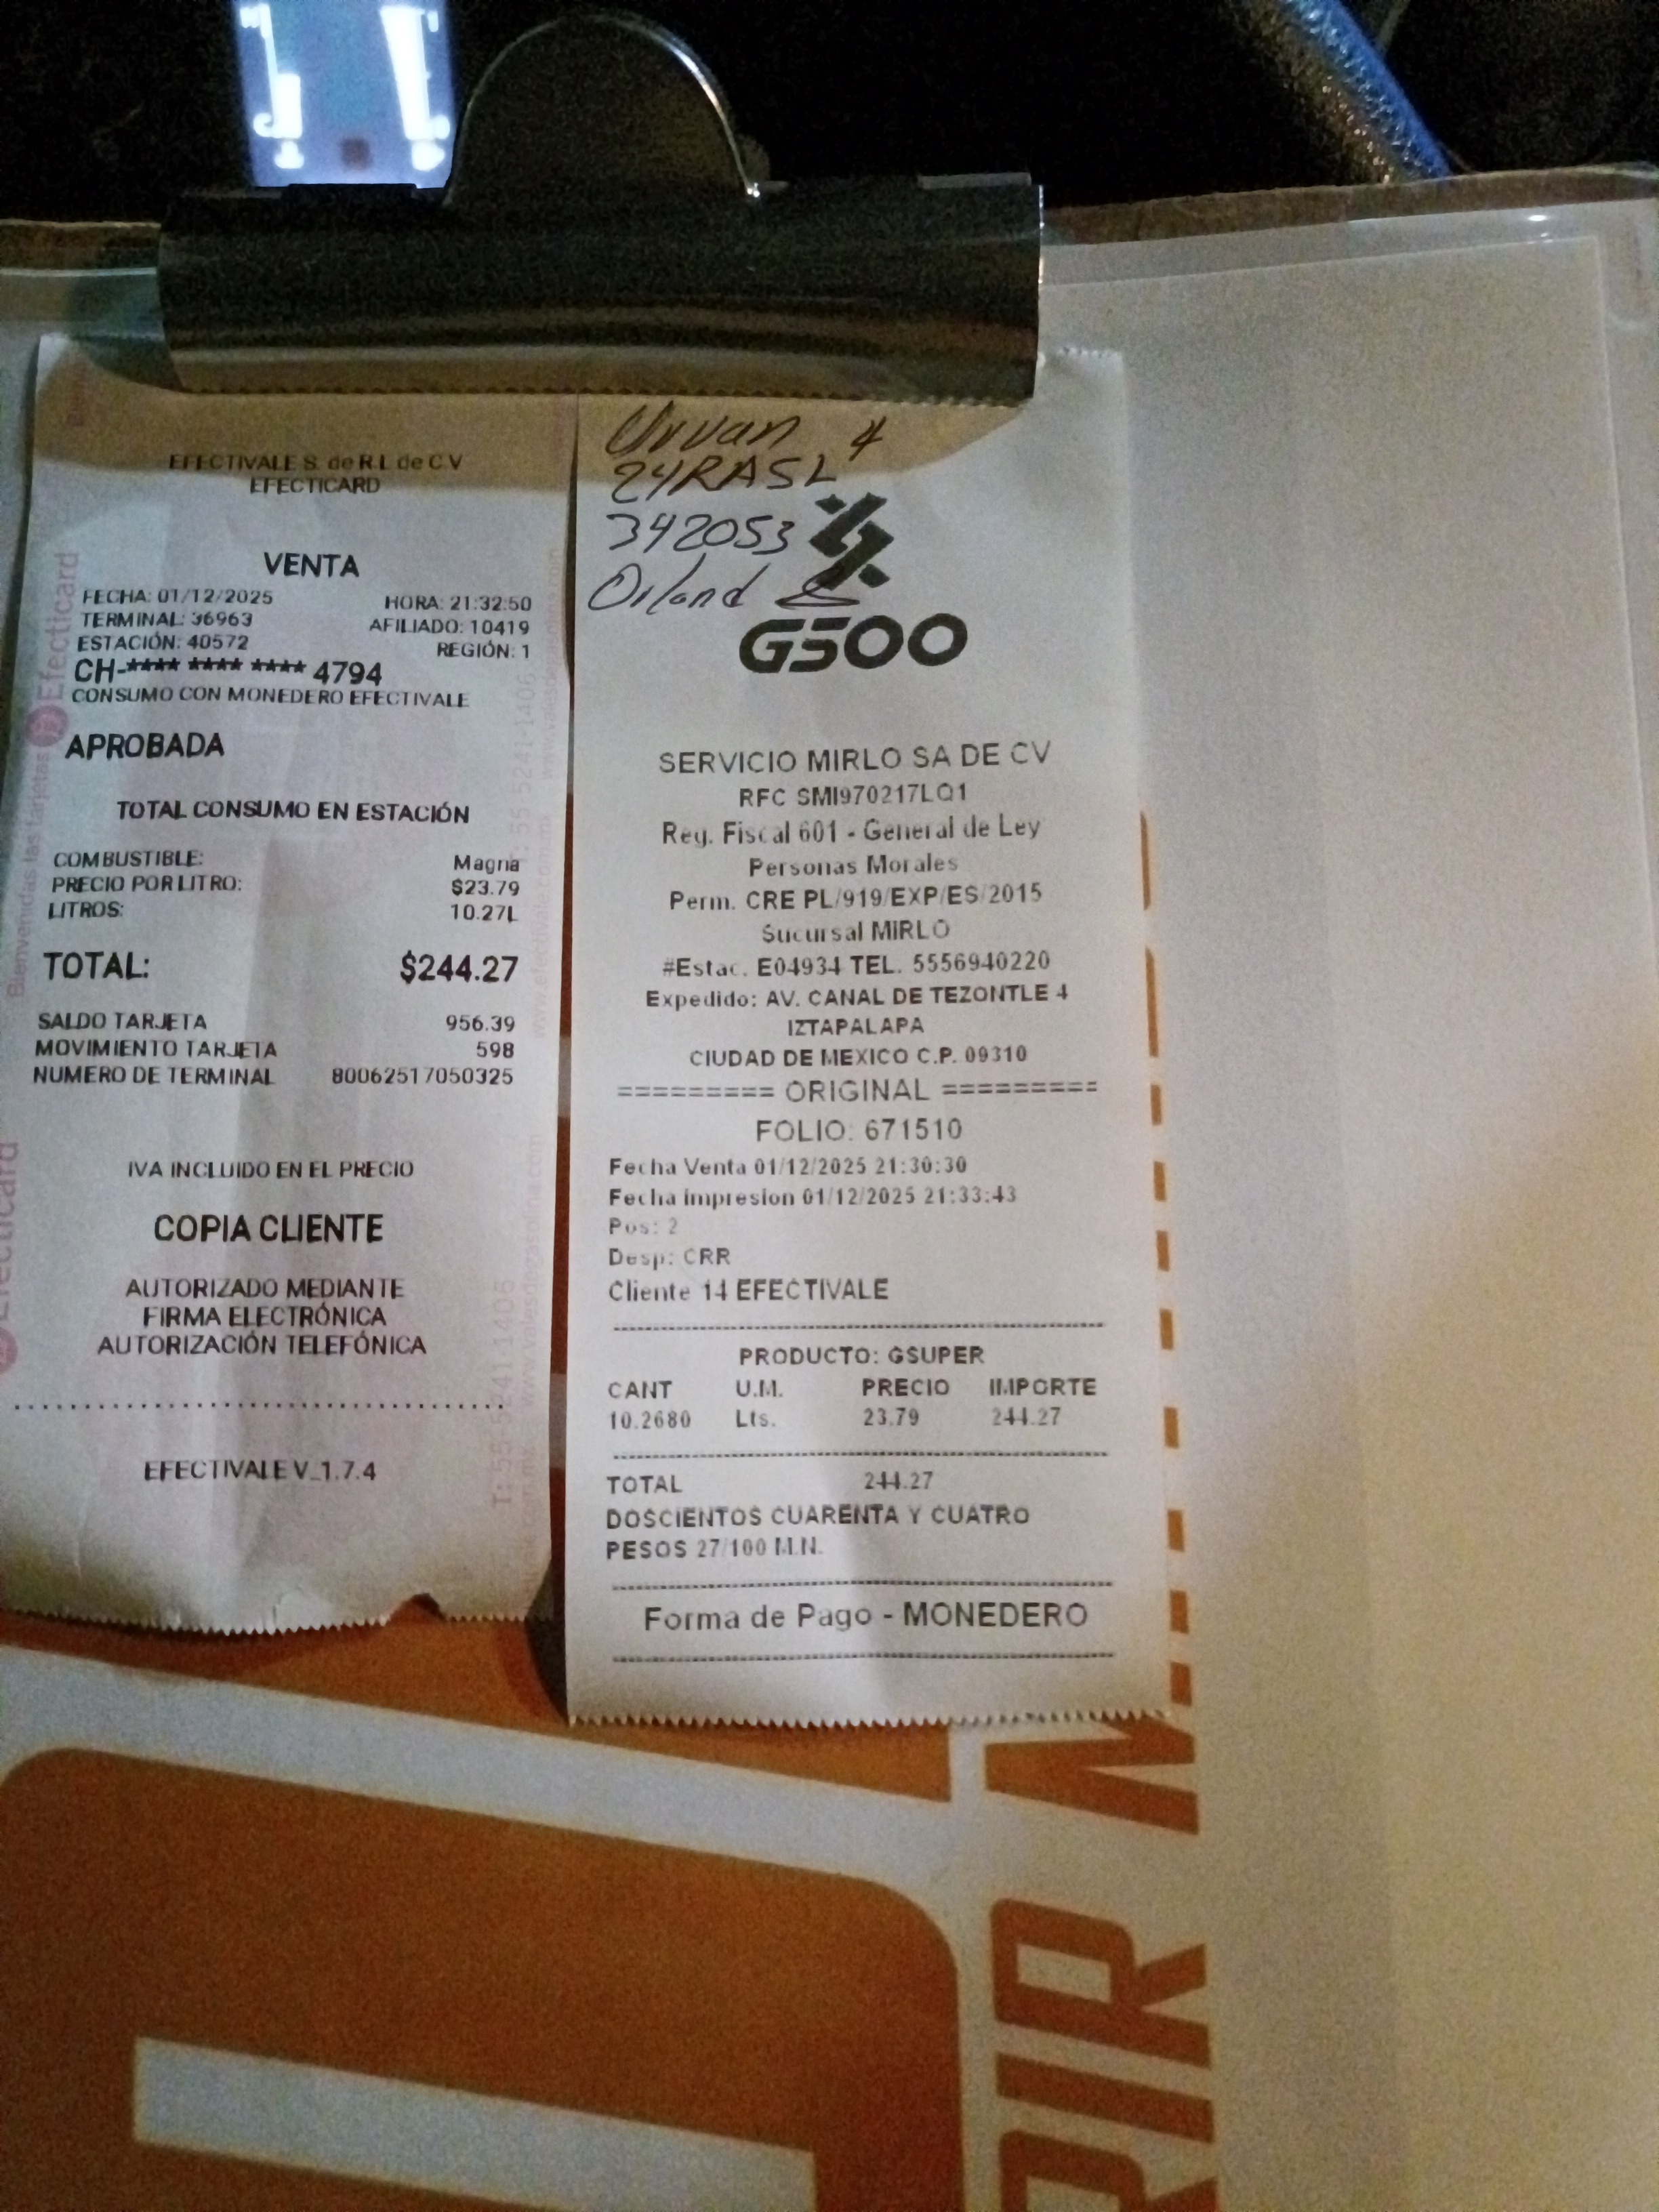 EFECTIVALE S. de R.L de C.V
EFECTICARD
VENTA
FECHA: 01/12/2025 HORA: 21:32:50
TERMINAL: 36963 AFILIADO: 10419
ESTACIÓN: 40572 REGIÓN: 1
CH-**** **** **** 4794
CONSUMO CON MONEDERO EFECTIVALE
APROBADA
TOTAL CONSUMO EN ESTACIÓN
COMBUSTIBLE: Magna
PRECIO POR LITRO: $23.79
LITROS: 10.27L
TOTAL: $244.27
SALDO TARJETA 956.39
MOVIMIENTO TARJETA 598
NUMERO DE TERMINAL 80062517050325
IVA INCLUIDO EN EL PRECIO
COPIA CLIENTE
AUTORIZADO MEDIANTE
FIRMA ELECTRÓNICA
AUTORIZACIÓN TELEFÓNICA
EFECTIVALE V_1.7.4
Efecticard
Bienvenidas las tarjetas
Urvan 4
24RASL
342053
Orlando
G500
SERVICIO MIRLO SA DE CV
RFC SMI970217LQ1
Reg. Fiscal 601 - General de Ley
Personas Morales
Perm. CRE PL/919/EXP/ES/2015
Sucursal MIRLO
#Estac. E04934 TEL. 5556940220
Expedido: AV. CANAL DE TEZONTLE 4
IZTAPALAPA
CIUDAD DE MEXICO C.P. 09310
========= ORIGINAL =========
FOLIO: 671510
Fecha Venta 01/12/2025 21:30:30
Fecha impresion 01/12/2025 21:33:43
Pos: 2
Desp: CRR
Cliente 14 EFECTIVALE
PRODUCTO: GSUPER
CANT U.M. PRECIO IMPORTE
10.2680 Lts. 23.79 244.27
TOTAL 244.27
DOSCIENTOS CUARENTA Y CUATRO
PESOS 27/100 M.N.
Forma de Pago - MONEDERO